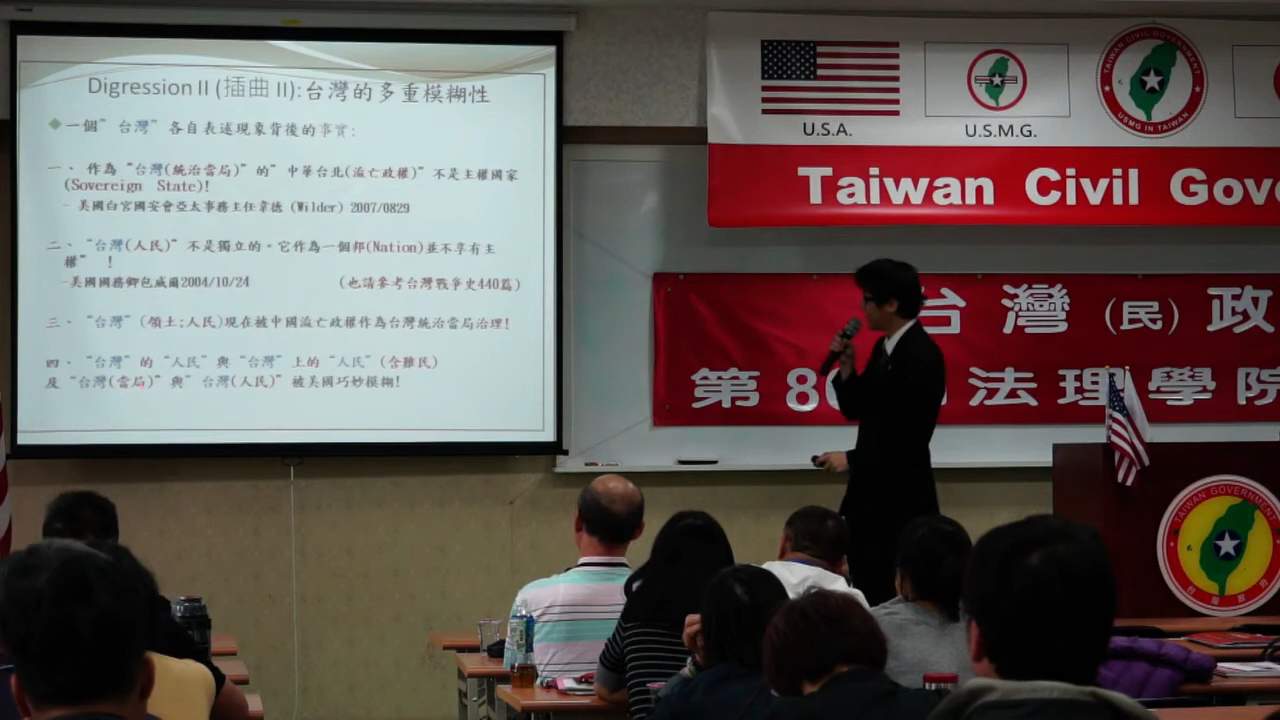 Digression II (插曲 II):台灣的多重模糊性
一個"台灣"各自表述現象背後的事實:
一、 作為"台灣(統治當局)"的"中華台北(流亡政權)"不是主權國家
(Sovereign State)!
- 美國白宮國安會亞太事務主任韋德 (Wilder) 2007/0829
二、"台灣(人民)"不是獨立的。它作為一個邦(Nation)並不享有主
權" !
-美國國務卿包威爾2004/10/24 (也請參考台灣戰爭史440篇)
三、"台灣"(領土;人民)現在被中國流亡政權作為台灣統治當局治理!
四、"台灣"的"人民"與"台灣"上的"人民"(含難民)
及"台灣(當局)"與"台灣(人民)"被美國巧妙模糊!
U.S.A.
U.S.M.G.
TAIWAN CIVIL GOVERNMENT
USMG IN TAIWAN
Taiwan Civil Gove
台灣(民)政
第8
法理學院
TAIWAN GOVERNMENT